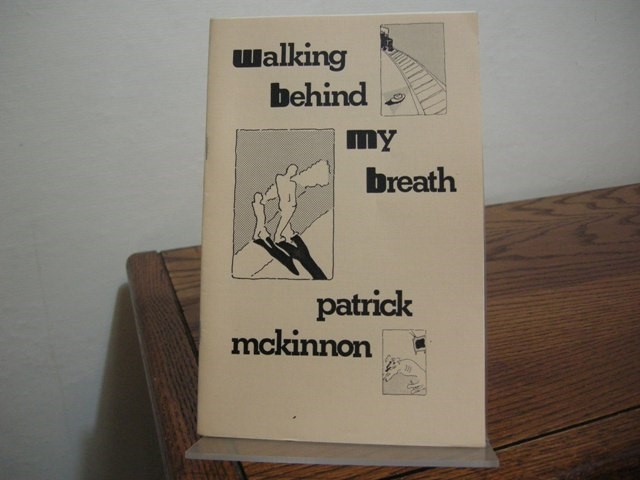 walking
behind
my
breath
patrick
mckinnon